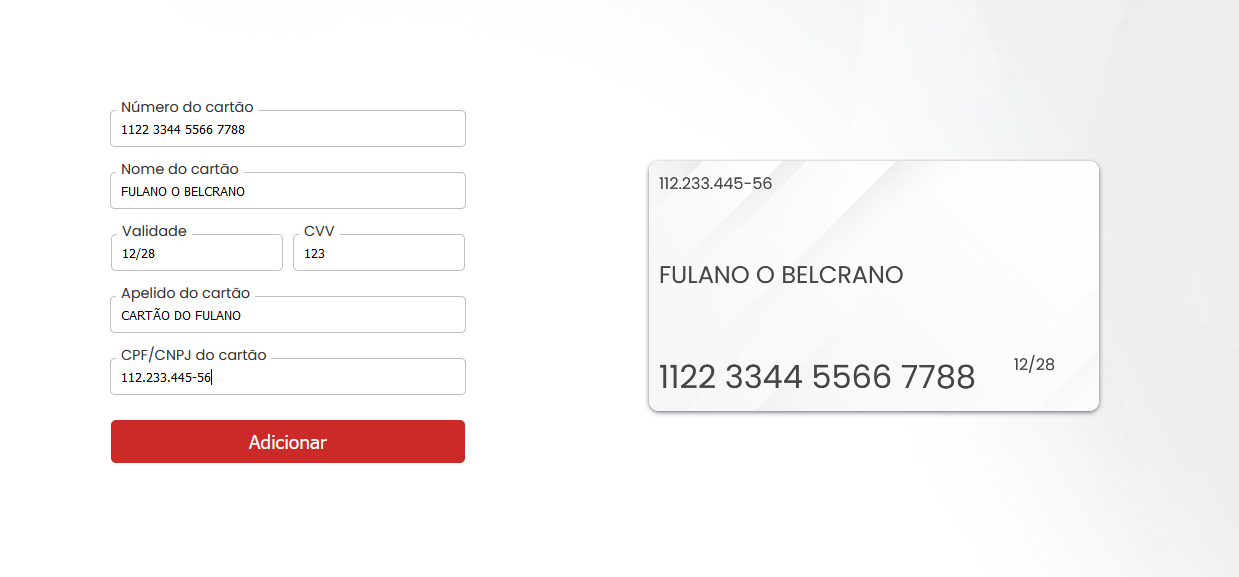 Número do cartão
1122 3344 5566 7788
Nome do cartão
FULANO O BELCRANO
Validade
12/28
CVV
123
Apelido do cartão
CARTÃO DO FULANO
CPF/CNPJ do cartão
112.233.445-56
Adicionar
112.233.445-56
FULANO O BELCRANO
1122 3344 5566 7788
12/28